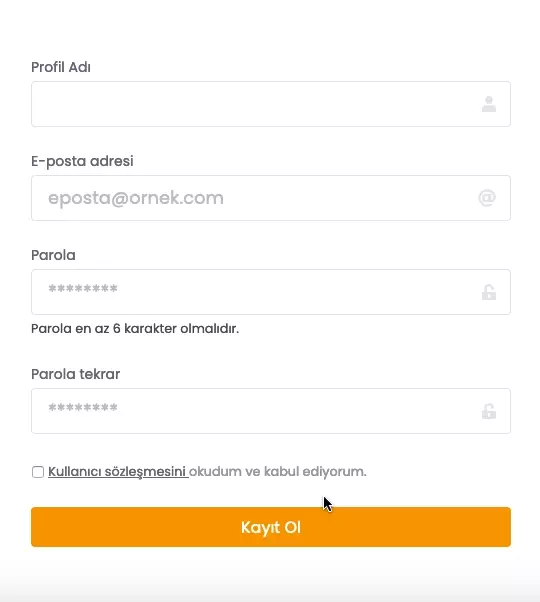 Profil Adı
E-posta adresi
eposta@ornek.com
@
Parola
********
Parola en az 6 karakter olmalıdır.
Parola tekrar
********
Kullanıcı sözleşmesini okudum ve kabul ediyorum.
Kayıt Ol